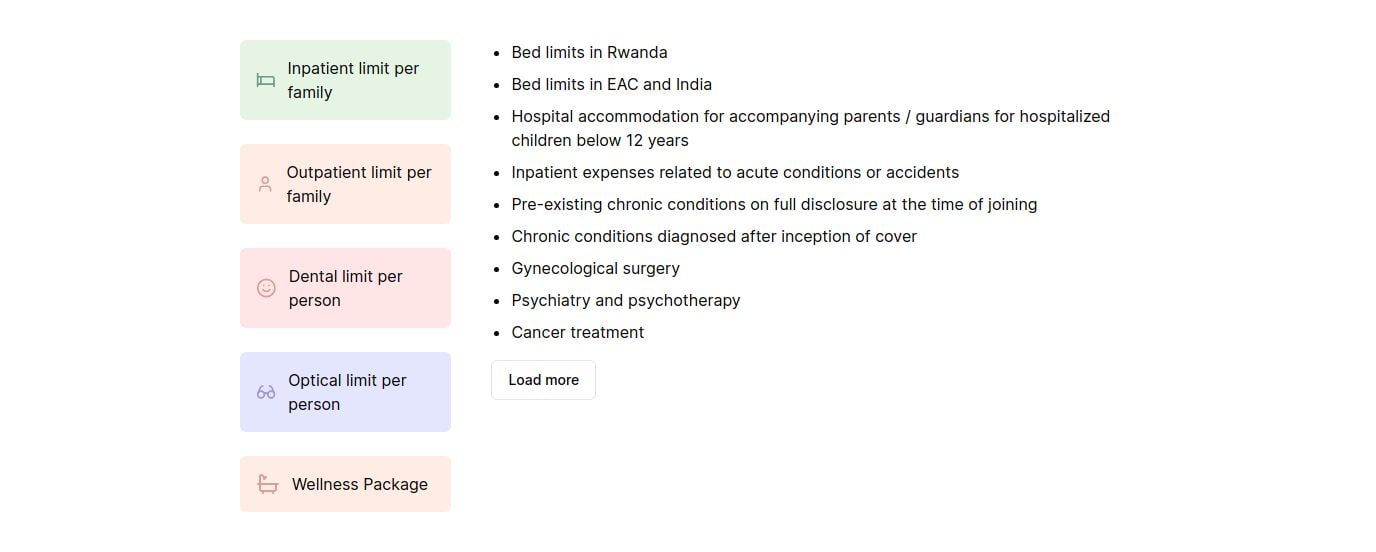 Inpatient limit per
family
Outpatient limit per
family
Dental limit per
person
Optical limit per
person
Wellness Package
• Bed limits in Rwanda
• Bed limits in EAC and India
• Hospital accommodation for accompanying parents / guardians for hospitalized
children below 12 years
• Inpatient expenses related to acute conditions or accidents
• Pre-existing chronic conditions on full disclosure at the time of joining
• Chronic conditions diagnosed after inception of cover
• Gynecological surgery
• Psychiatry and psychotherapy
• Cancer treatment
Load more